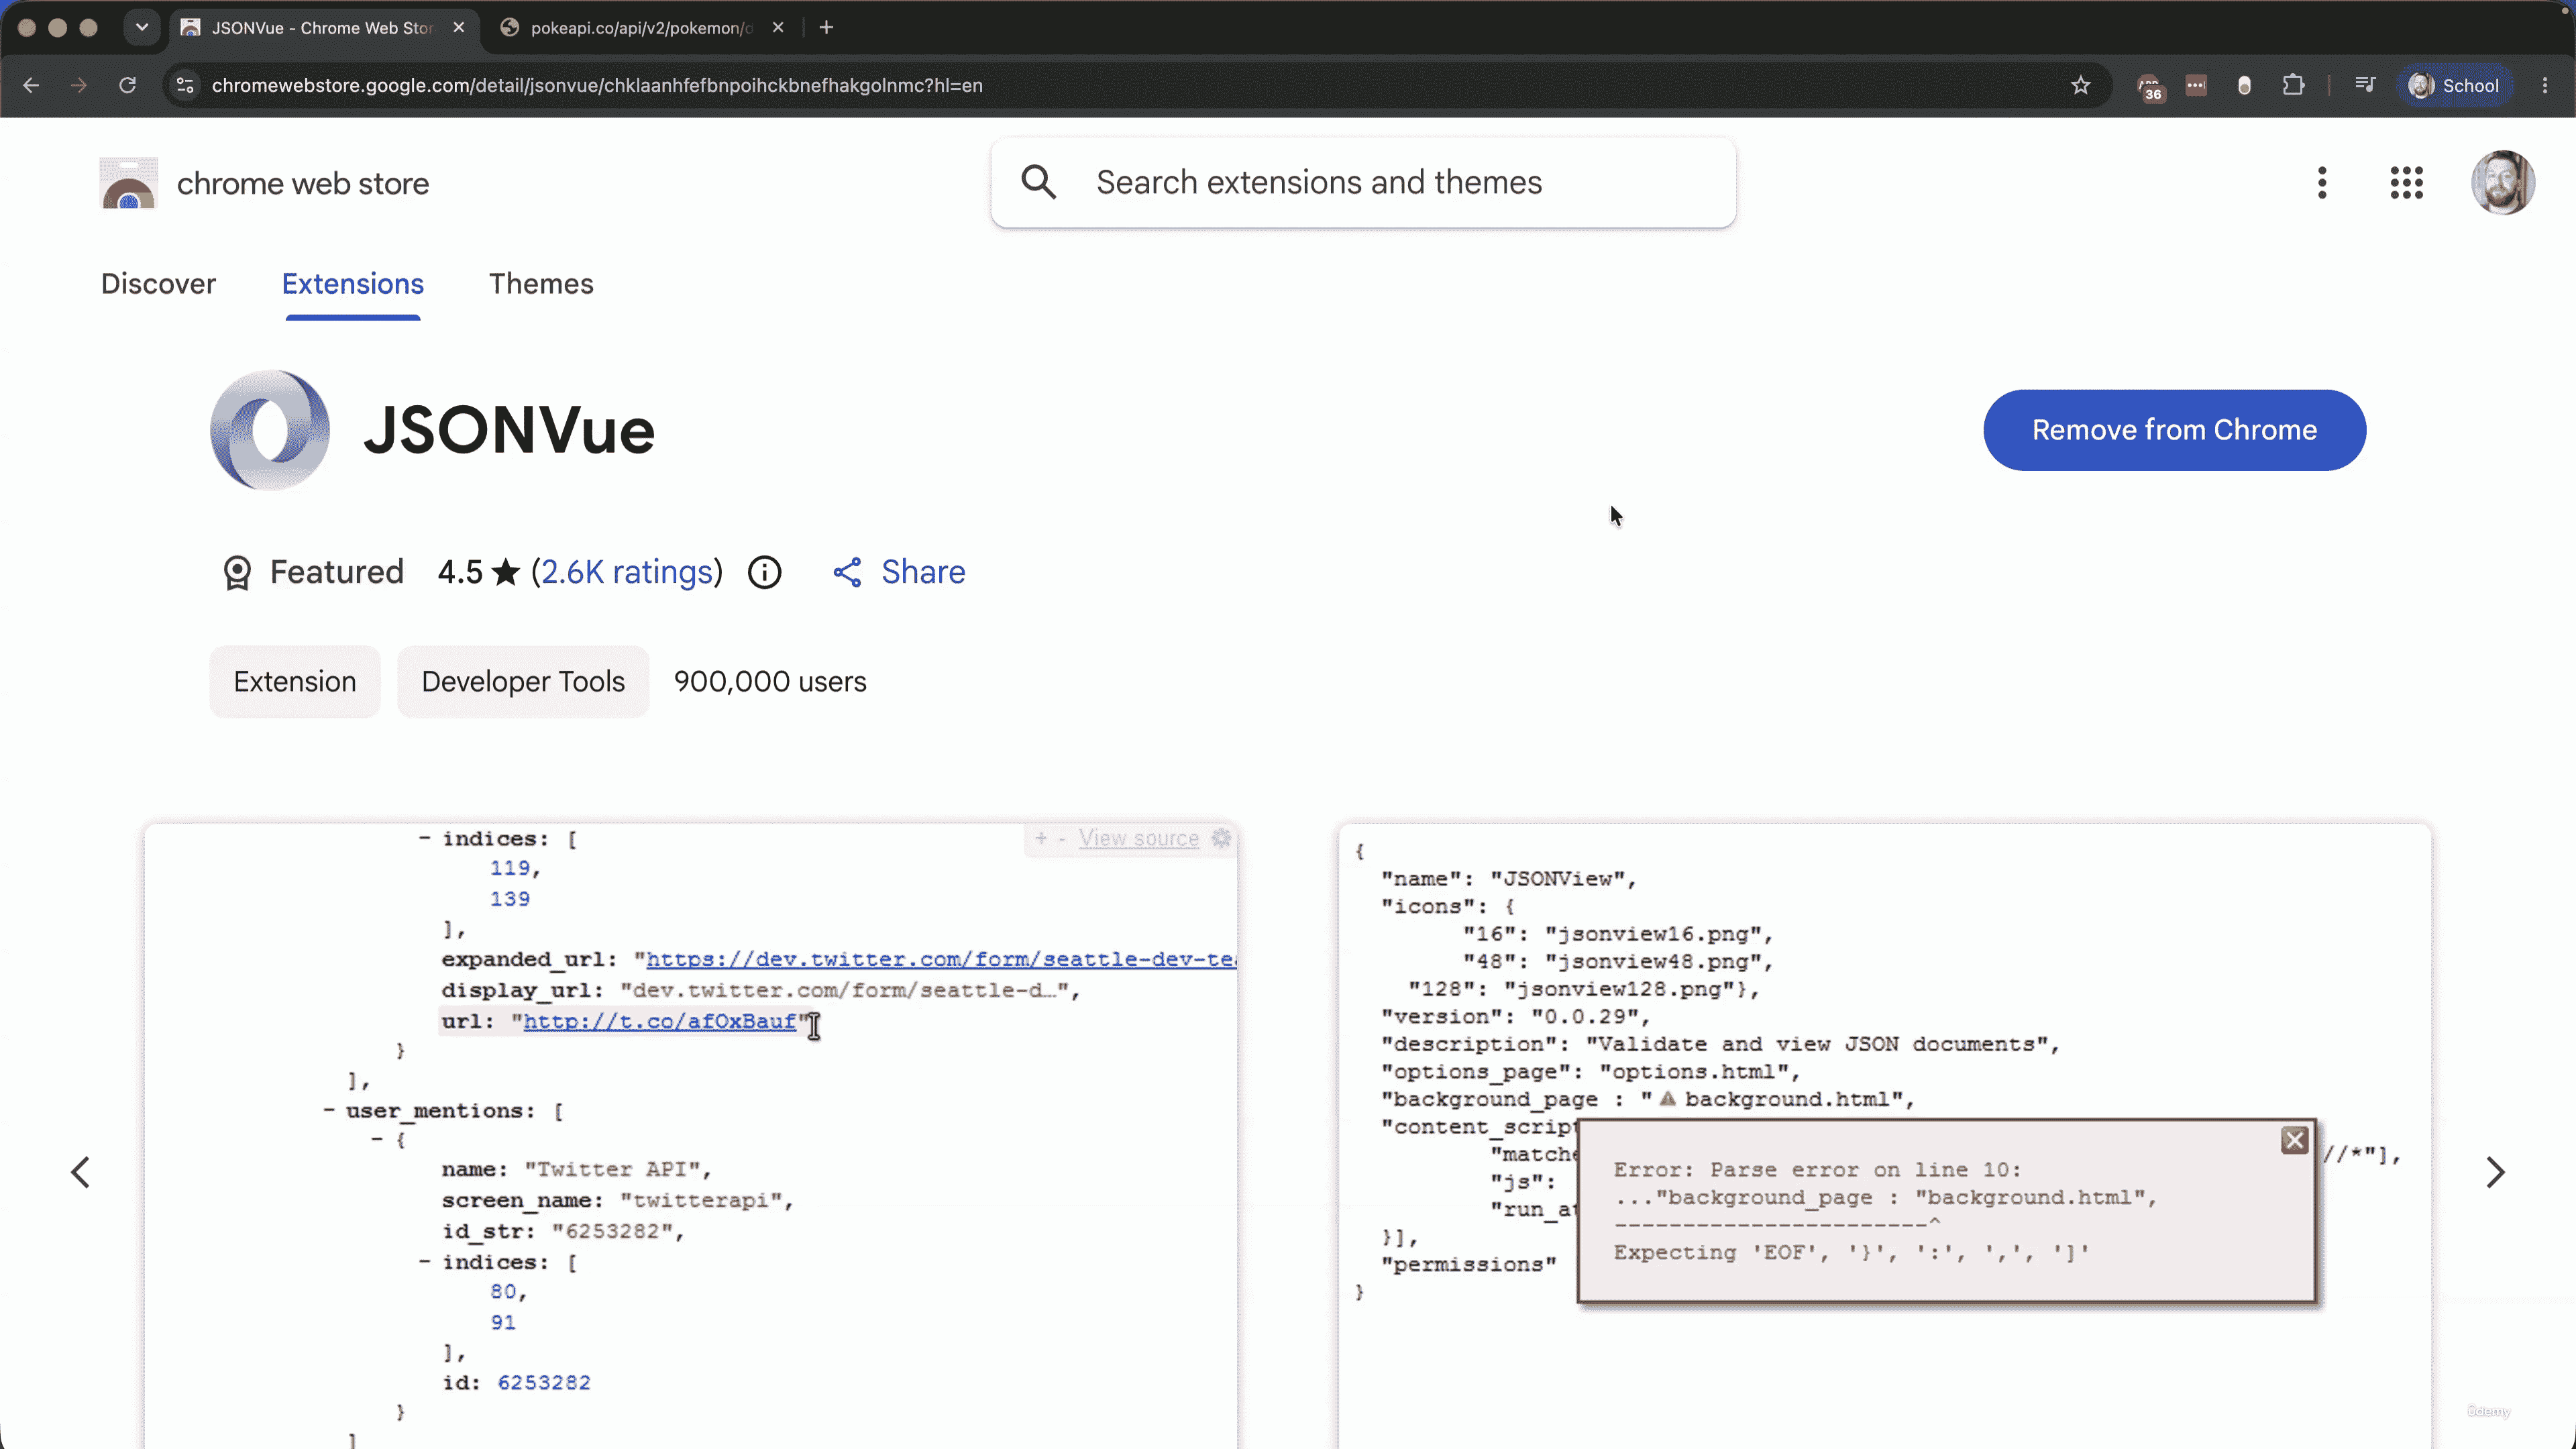 JSONVue - Chrome Web Stor
pokeapi.co/api/v2/pokemon/d
chromewebstore.google.com/detail/jsonvue/chklaanhfefbnpoihckbnefhakgolnmc?hl=en
36
School
chrome web store
Search extensions and themes
Discover
Extensions
Themes
JSONVue
Remove from Chrome
Featured
4.5 ★ (2.6K ratings)
Share
Extension
Developer Tools
900,000 users
+ - View source
- indices: [
119,
139
],
expanded_url: "https://dev.twitter.com/form/seattle-dev-tea
display_url: "dev.twitter.com/form/seattle-d…",
url: "http://t.co/afOxBauf"
}
],
- user_mentions: [
- {
name: "Twitter API",
screen_name: "twitterapi",
id_str: "6253282",
- indices: [
80,
91
],
id: 6253282
}
]
{
"name": "JSONView",
"icons": {
"16": "jsonview16.png",
"48": "jsonview48.png",
"128": "jsonview128.png"},
"version": "0.0.29",
"description": "Validate and view JSON documents",
"options_page": "options.html",
"background_page : "⚠ background.html",
"content_script
"matche
//*"],
"js":
"run_at
}],
"permissions"
}
Error: Parse error on line 10:
..."background_page : "background.html",
-----------------------^
Expecting 'EOF', '}', ':', ',', ']'
ûdemy